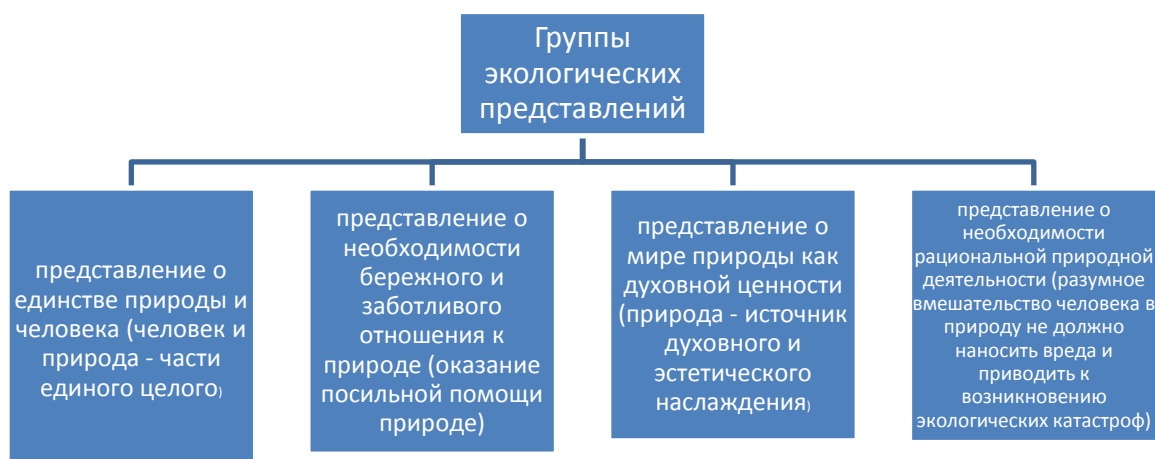 Группы
экологических
представлений
представление о
единстве природы и
человека (человек и
природа - части
единого целого)
представление о
необходимости
бережного и
заботливого
отношения к
природе (оказание
посильной помощи
природе)
представление о
мире природы как
духовной ценности
(природа - источник
духовного и
эстетического
наслаждения)
представление о
необходимости
рациональной природной
деятельности (разумное
вмешательство человека в
природу не должно
наносить вреда и
приводить к
возникновению
экологических катастроф)